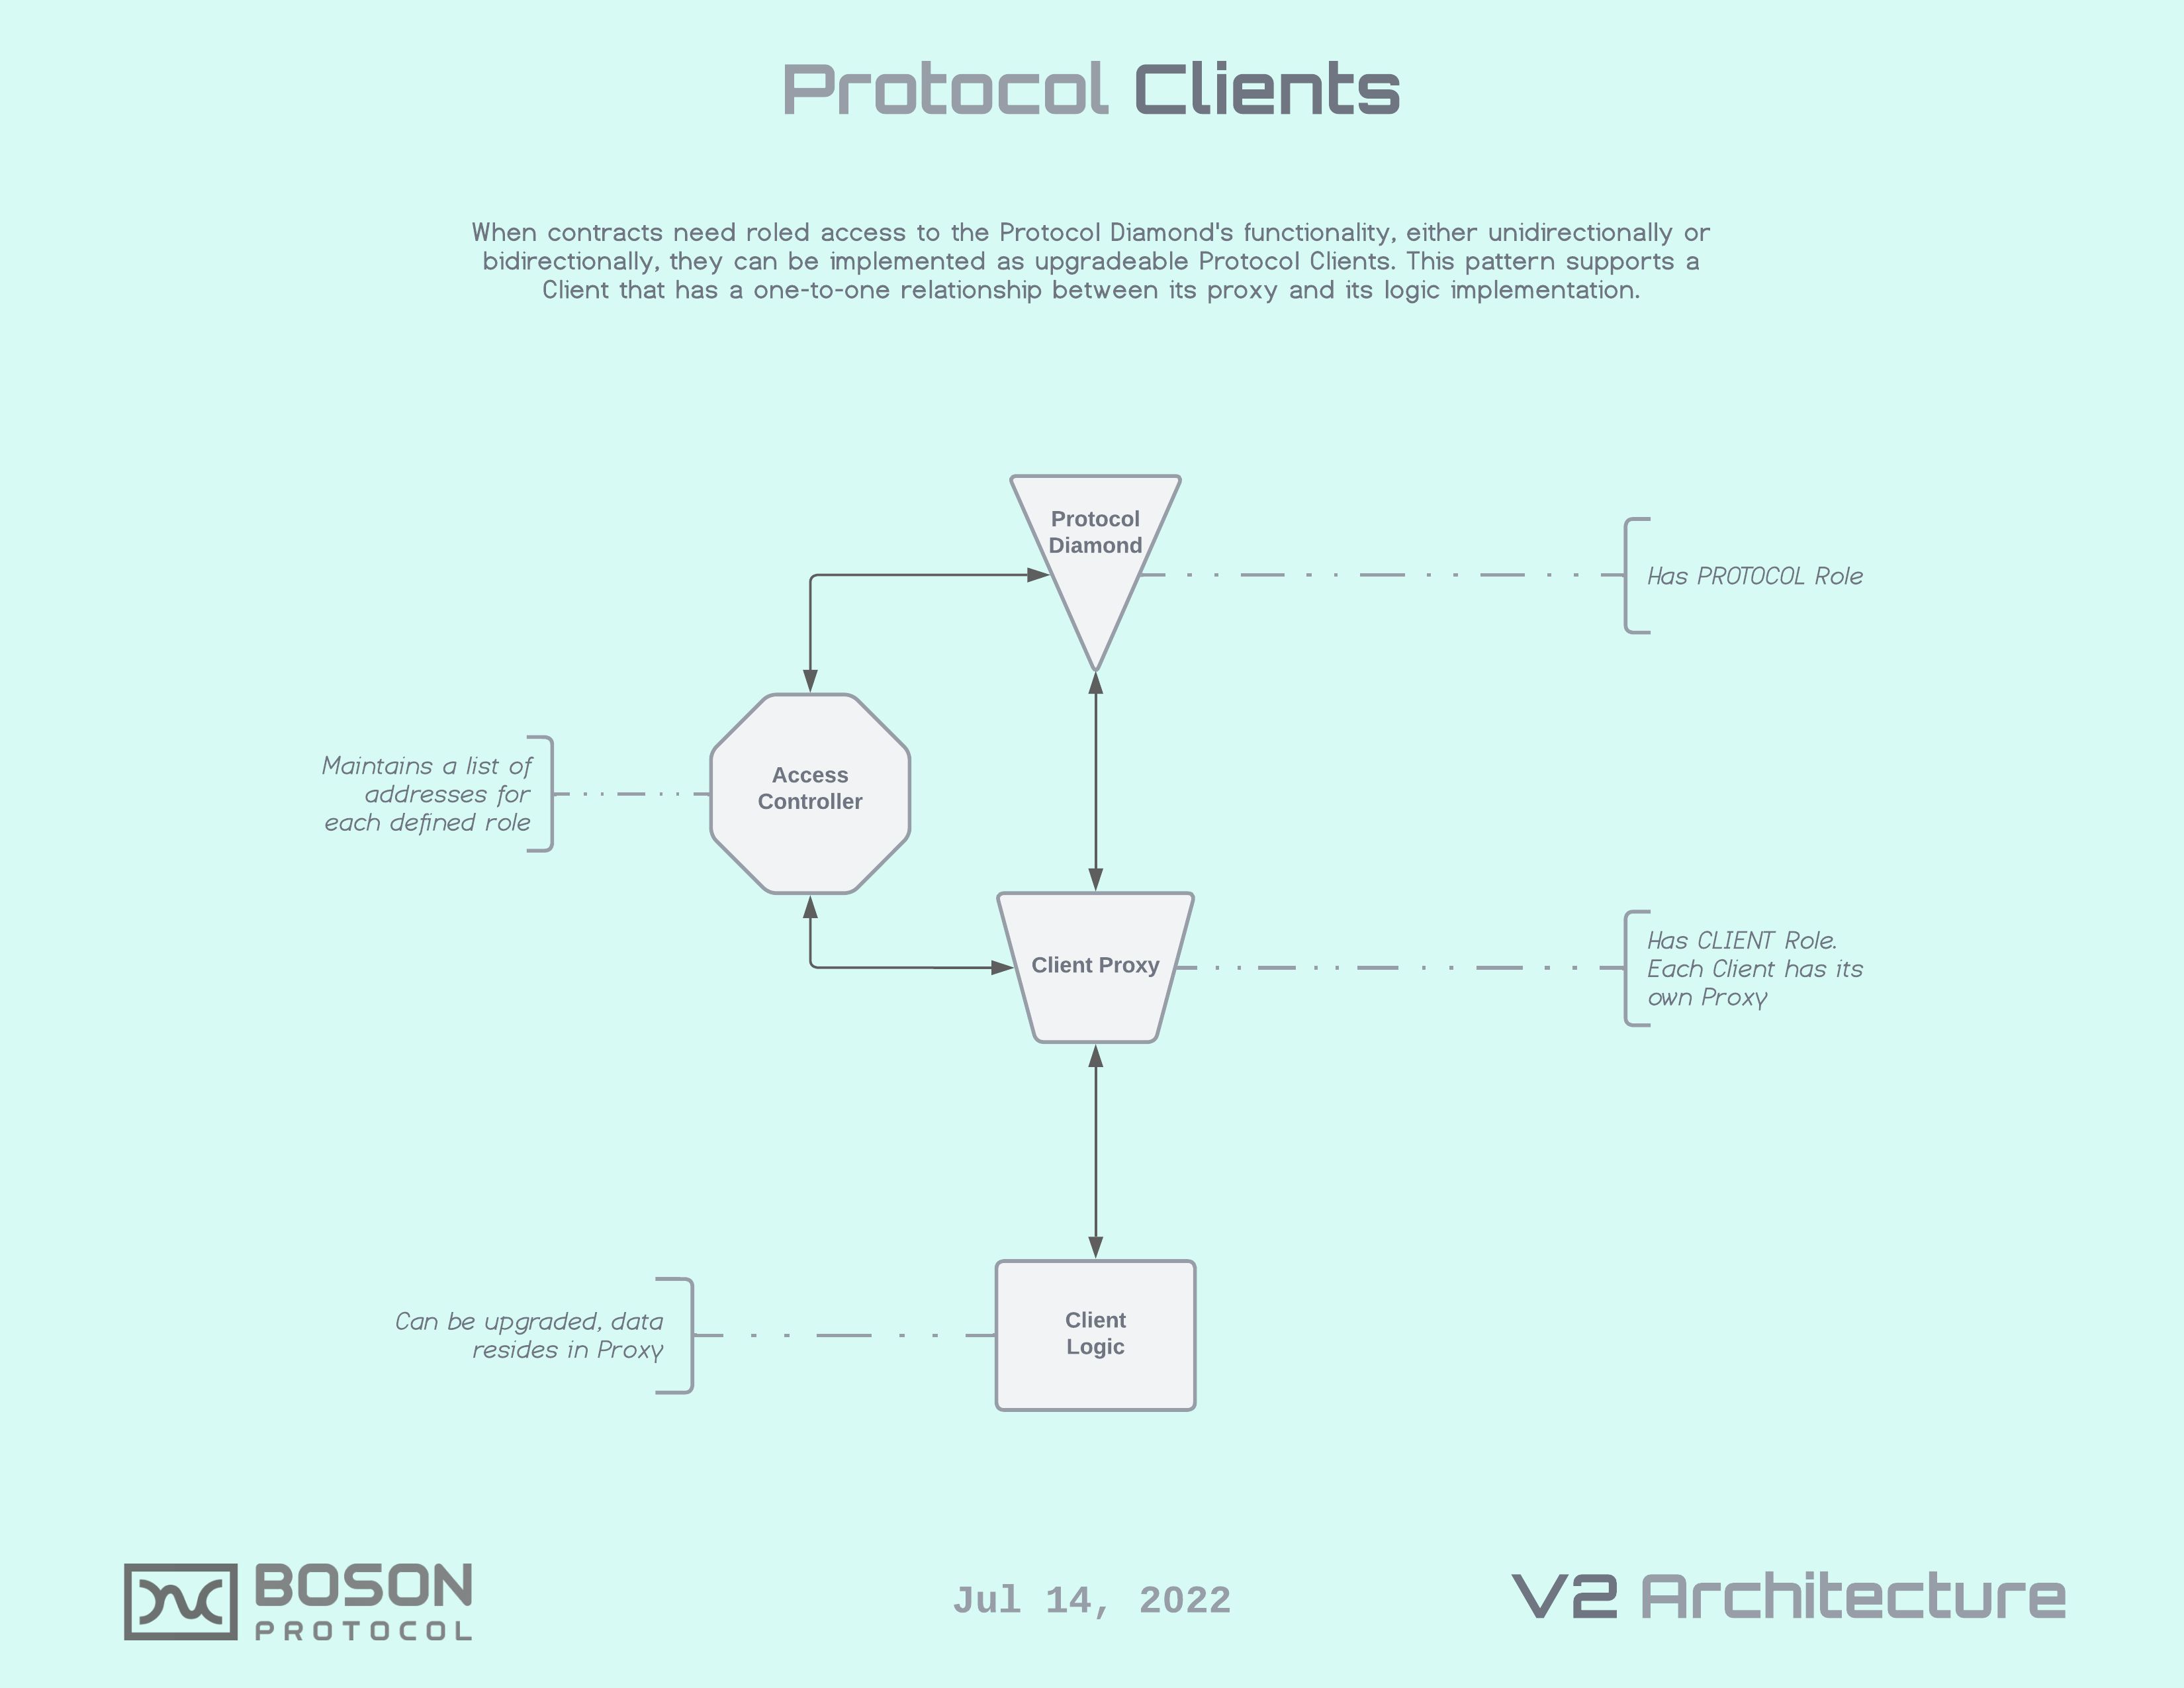 Protocol Clients
When contracts need roled access to the Protocol Diamond's functionality, either unidirectionally or
bidirectionally, they can be implemented as upgradeable Protocol Clients. This pattern supports a
Client that has a one-to-one relationship between its proxy and its logic implementation.
Protocol
Diamond
Has PROTOCOL Role
Maintains a list of
addresses for
each defined role
Access
Controller
Client Proxy
Has CLIENT Role.
Each Client has its
own Proxy
Can be upgraded, data
resides in Proxy
Client
Logic
BOSON
PROTOCOL
Jul 14, 2022
V2 Architecture